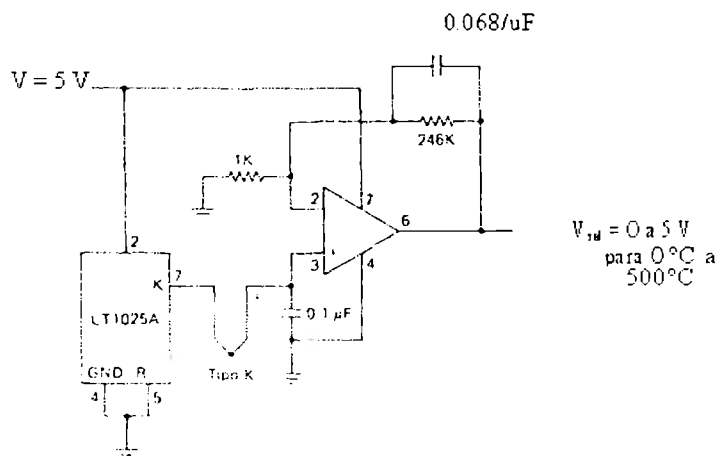 0.068/uF
V = 5 V
246K
1K
2
7
6
2
3
4
V = 0 a 5 V
para 0°C a
500°C
7
K
LT1025A
0.1 µF
Tipo K
GND R
4
5